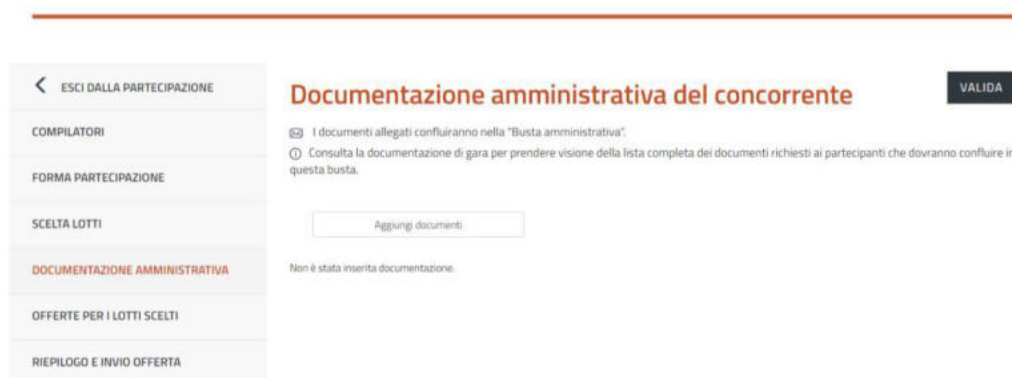 ESCI DALLA PARTECIPAZIONE
COMPILATORI
FORMA PARTECIPAZIONE
SCELTA LOTTI
DOCUMENTAZIONE AMMINISTRATIVA
OFFERTE PER I LOTTI SCELTI
RIEPILOGO E INVIO OFFERTA
Documentazione amministrativa del concorrente
VALIDA
I documenti allegati confluiranno nella "Busta amministrativa".
Consulta la documentazione di gara per prendere visione della lista completa dei documenti richiesti ai partecipanti che dovranno confluire in
questa busta.
Aggiungi documenti
Non è stata inserita documentazione.